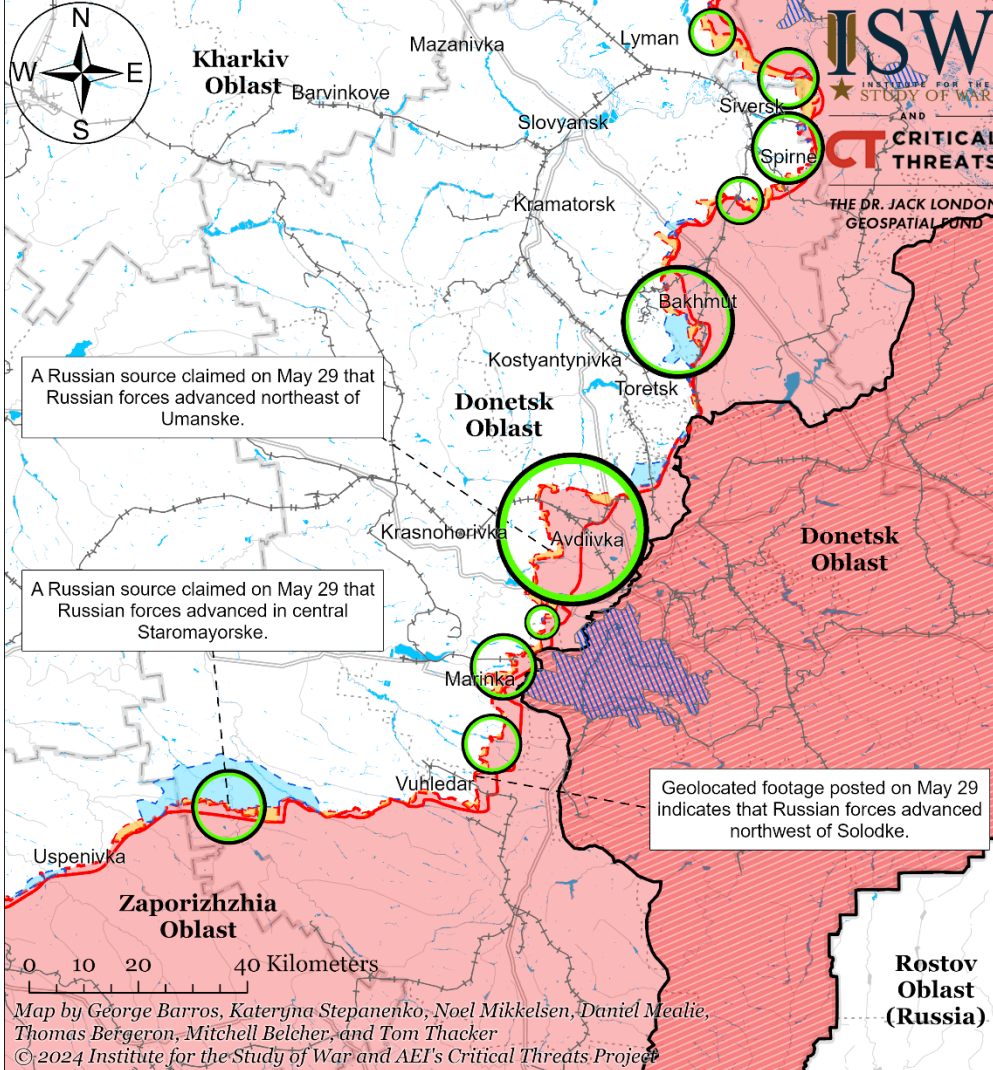 N
W
E
S
Kharkiv
Oblast
Mazanivka
Lyman
Barvinkove
Slovyansk
Siversk
Spirne
Kramatorsk
ISW
INSTITUTE FOR THE
STUDY OF WAR
AND
CT CRITICAL
THREATS
THE DR. JACK LONDON
GEOSPATIAL FUND
Bakhmut
Kostyantynivka
Toretsk
A Russian source claimed on May 29 that
Russian forces advanced northeast of
Umanske.
Donetsk
Oblast
Krasnohorivka
Avdiivka
Donetsk
Oblast
A Russian source claimed on May 29 that
Russian forces advanced in central
Staromayorske.
Marinka
Vuhledar
Geolocated footage posted on May 29
indicates that Russian forces advanced
northwest of Solodke.
Uspenivka
Zaporizhzhia
Oblast
Rostov
Oblast
(Russia)
0 10 20 40 Kilometers
Map by George Barros, Kateryna Stepanenko, Noel Mikkelsen, Daniel Mealie,
Thomas Bergeron, Mitchell Belcher, and Tom Thacker
© 2024 Institute for the Study of War and AEI's Critical Threats Project